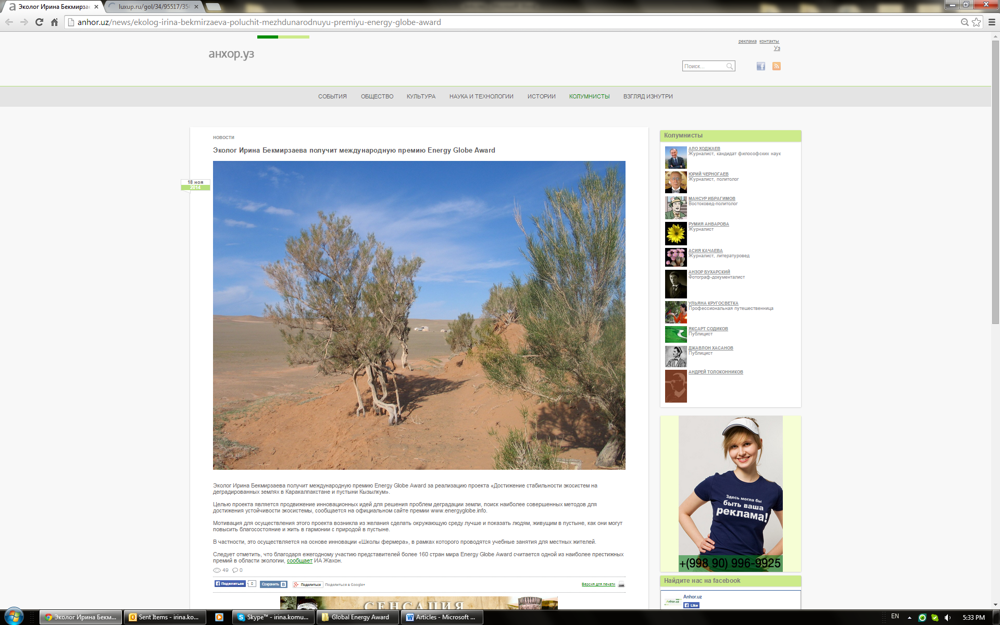 Эколог Ирина Бекмирзае
luxup.ru/gol/34/95517/354
anhor.uz/news/ekolog-irina-bekmirzaeva-poluchit-mezhdunarodnuyu-premiyu-energy-globe-award
реклама контакты
Уз
анхор.уз
Поиск...
СОБЫТИЯ ОБЩЕСТВО КУЛЬТУРА НАУКА И ТЕХНОЛОГИИ ИСТОРИИ КОЛУМНИСТЫ ВЗГЛЯД ИЗНУТРИ
НОВОСТИ
Эколог Ирина Бекмирзаева получит международную премию Energy Globe Award
18 ноя
2014
Эколог Ирина Бекмирзаева получит международную премию Energy Globe Award за реализацию проекта «Достижение стабильности экосистем на
деградированных землях в Каракалпакстане и пустыни Кызылкум».
Целью проекта является продвижение инновационных идей для решения проблем деградации земли, поиск наиболее совершенных методов для
достижения устойчивости экосистемы, сообщается на официальном сайте премии www.energyglobe.info.
Мотивация для осуществления этого проекта возникла из желания сделать окружающую среду лучше и показать людям, живущим в пустыне, как они могут
повысить благосостояние и жить в гармонии с природой в пустыне.
В частности, это осуществляется на основе инновации «Школы фермера», в рамках которого проводятся учебные занятия для местных жителей.
Следует отметить, что благодаря ежегодному участию представителей более 160 стран мира Energy Globe Award считается одной из наиболее престижных
премий в области экологии, сообщает ИА Жахон.
49 0
Поделиться 0 Сохранить B g+ Поделиться Поделиться в Google+ Версия для печати
СЕНСАЦИЯ
Колумнисты
АЛО ХОДЖАЕВ
Журналист, кандидат философских наук
ЮРИЙ ЧЕРНОГАЕВ
Журналист, политолог
МАНСУР ИБРАГИМОВ
Востоковед-политолог
РУМИЯ АНВАРОВА
Журналист
АСИЯ КАЧАЕВА
Журналист, литературовед
АНЗОР БУХАРСКИЙ
Фотограф-документалист
УЛЬЯНА КРУГОСВЕТКА
Профессиональная путешественница
ЯКСАРТ СОДИКОВ
Публицист
ДЖАВЛОН ХАСАНОВ
Публицист
АНДРЕЙ ТОЛОКОННИКОВ
Здесь могла бы
быть ваша
реклама!
+(998 90) 996-9925
Найдите нас на facebook
Anhor.uz
Anhor.uz
Like
Эколог Ирина Бекм... Sent Items - irina.ko... Skype™ - irina.komu... Global Energy Award Articles - Microsoft ... EN 5:33 PM